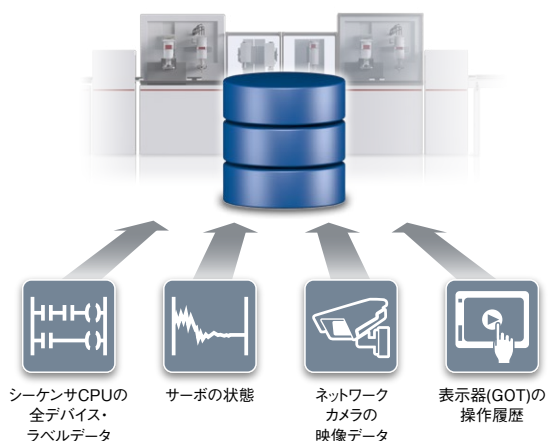 シーケンサCPUの
全デバイス・
ラベルデータ
サーボの状態
ネットワーク
カメラの
映像データ
表示器(GOT)の
操作履歴